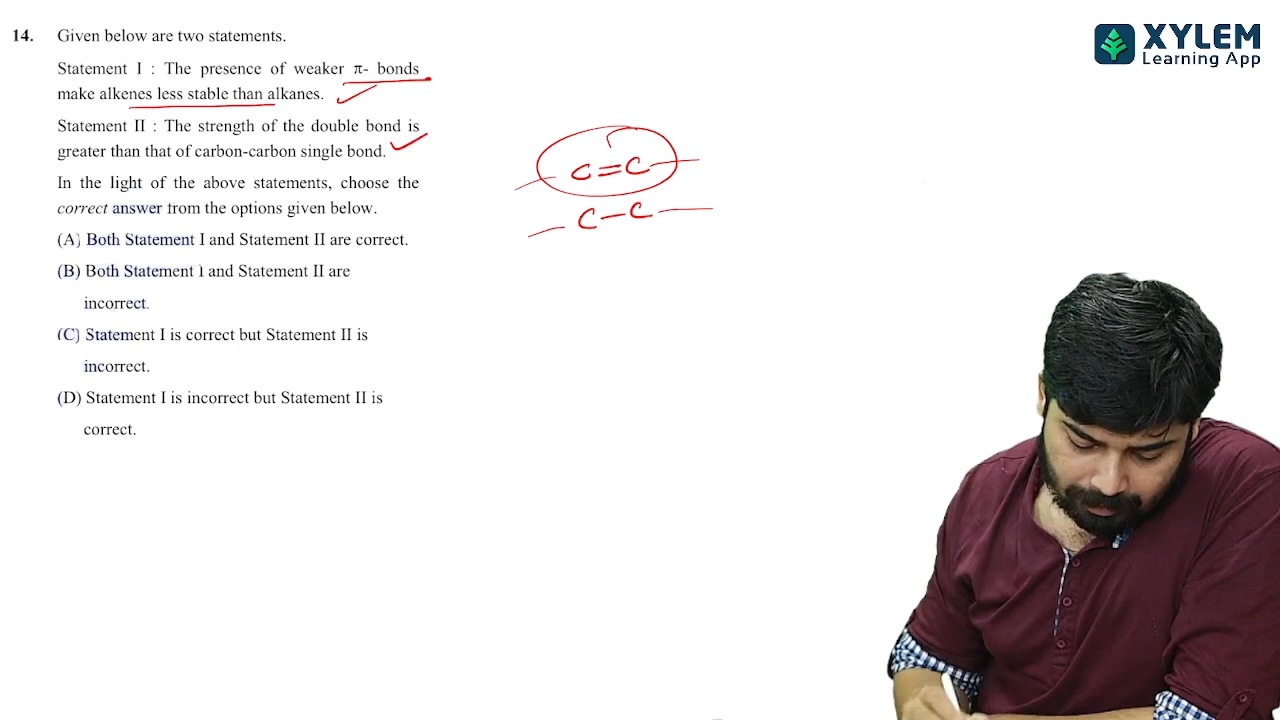 14. Given below are two statements.
XYLEM
Learning App
Statement I : The presence of weaker π- bonds
make alkenes less stable than alkanes.
Statement II : The strength of the double bond is
greater than that of carbon-carbon single bond.
In the light of the above statements, choose the
correct answer from the options given below.
(A) Both Statement I and Statement II are correct.
(B) Both Statement I and Statement II are
incorrect.
(C) Statement I is correct but Statement II is
incorrect.
(D) Statement I is incorrect but Statement II is
correct.
C=C
C-C